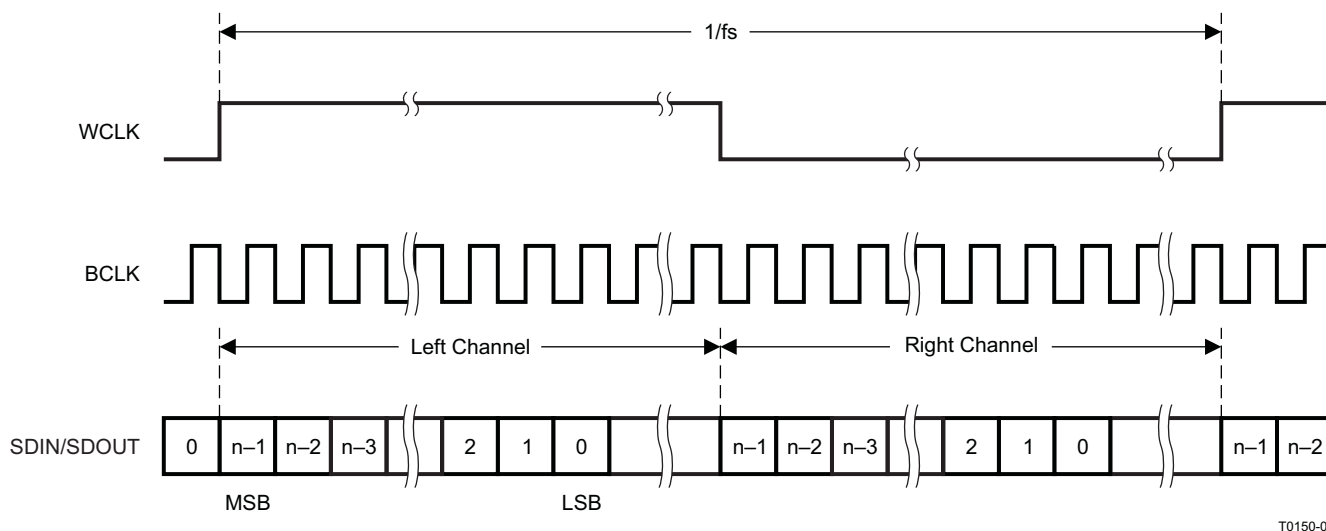 1/fs
WCLK
BCLK
Left Channel
Right Channel
SDIN/SDOUT 0 n–1 n–2 n–3 2 1 0 n–1 n–2 n–3 2 1 0 n–1 n–2
MSB LSB
T0150-0